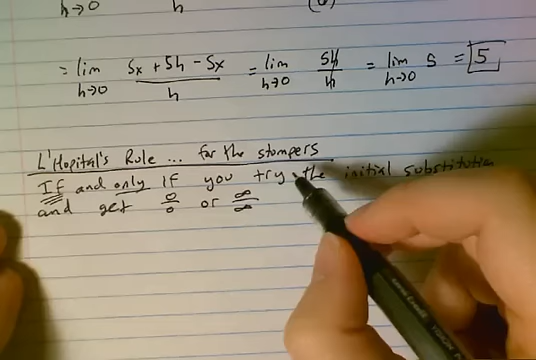 h→0 h
= lim h→0 5x + 5h - 5x / h = lim h→0 5h / h = lim h→0 5 = 5
L'Hopital's Rule ... for the stompers
If and only if you try the initial substitution
and get 0/0 or ∞/∞